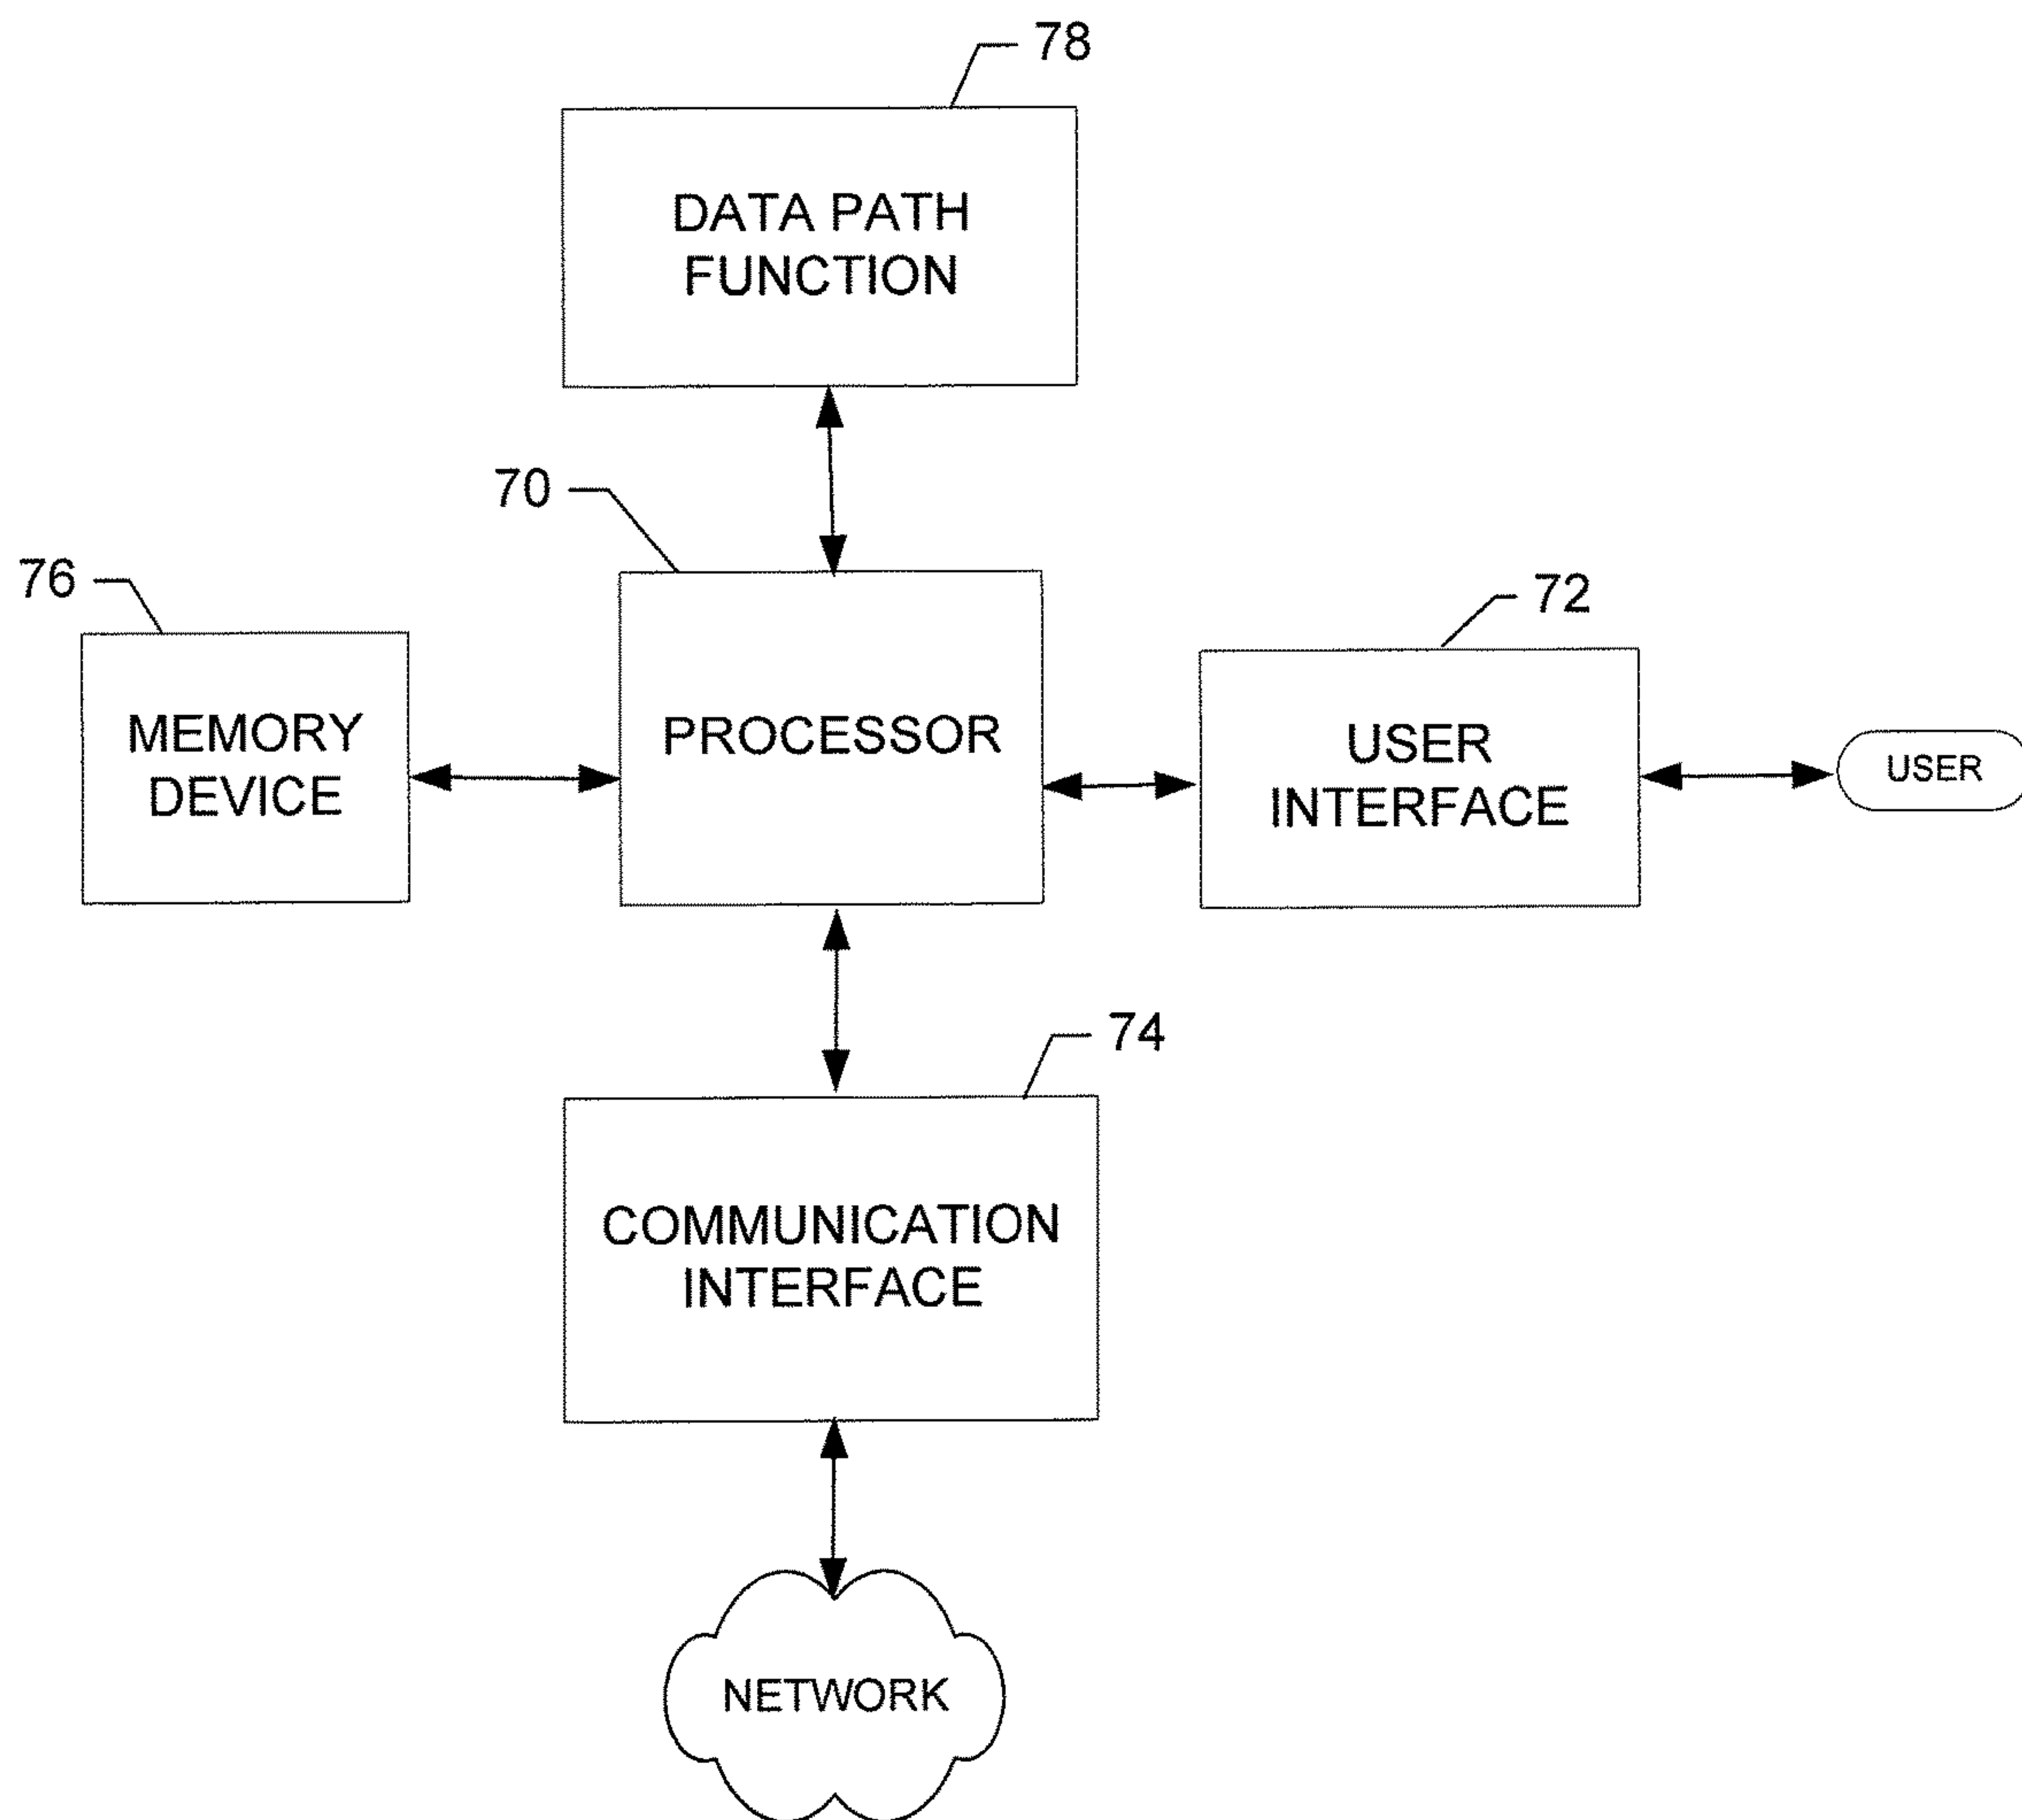 78
DATA PATH
FUNCTION
70
76
72
MEMORY
DEVICE
PROCESSOR
USER
INTERFACE
USER
74
COMMUNICATION
INTERFACE
NETWORK